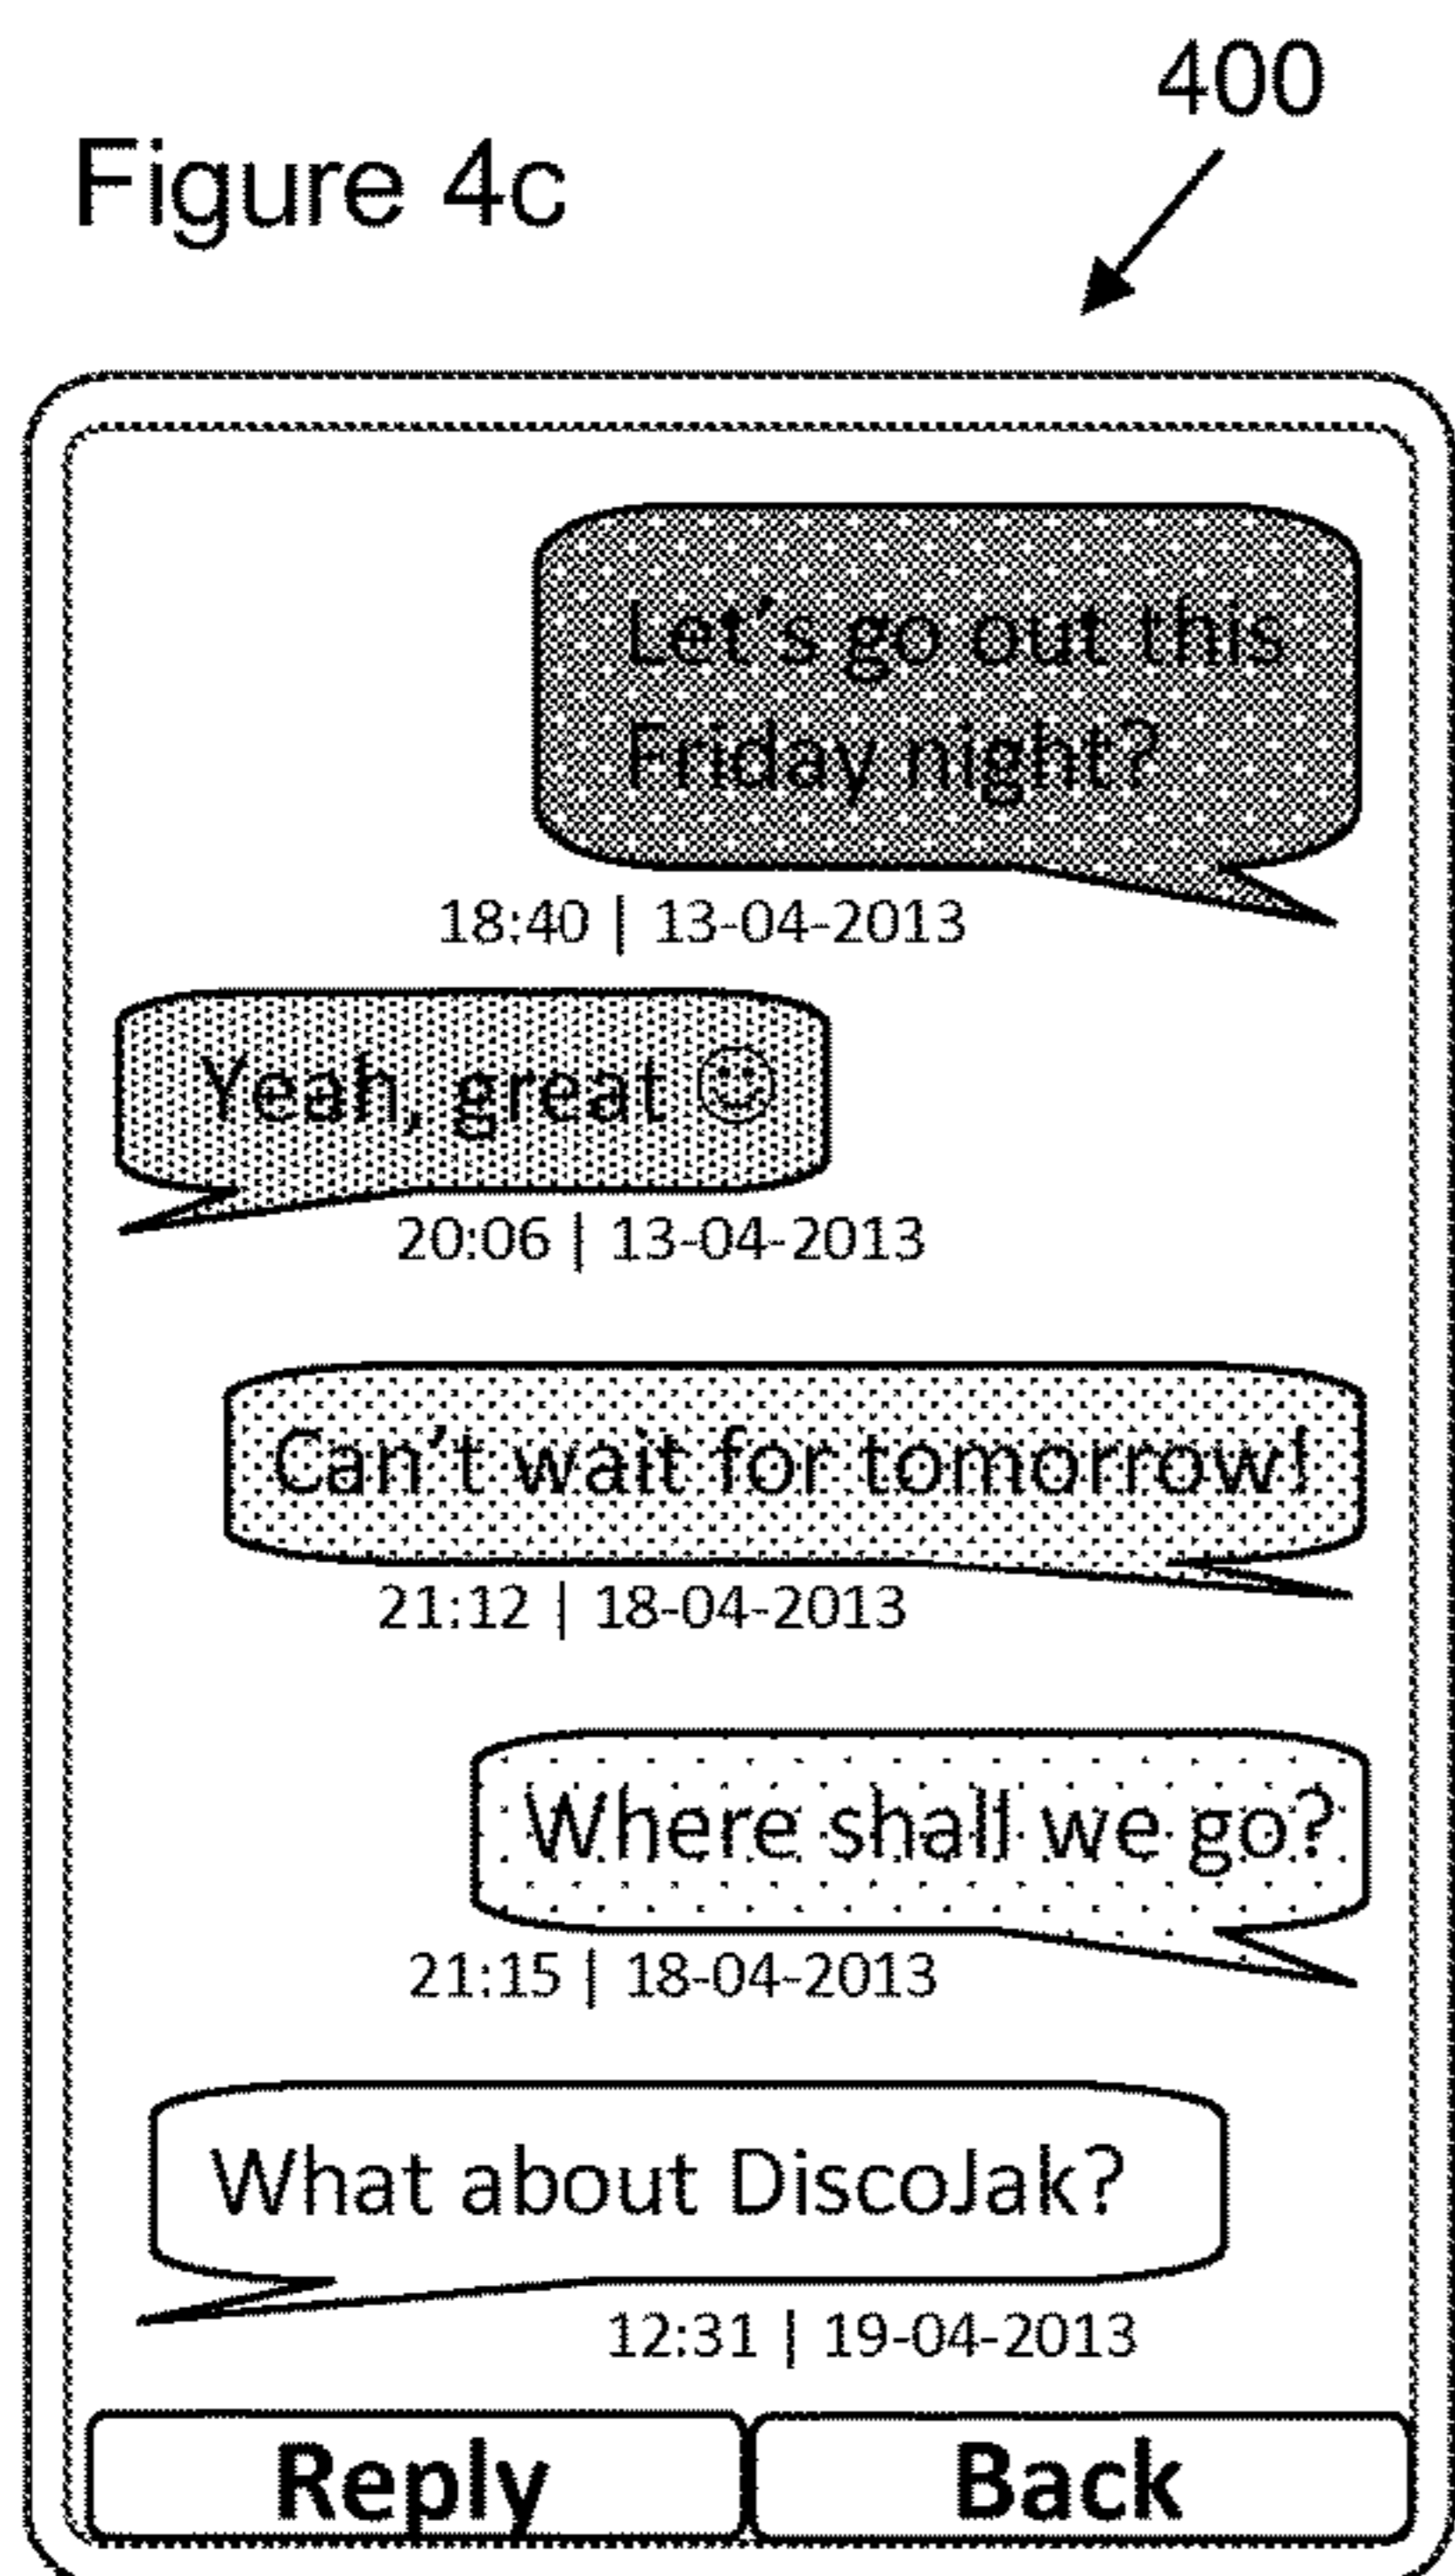 400
Figure 4c
Let's go out this
Friday night?
18:40 | 13-04-2013
Yeah, great ☺
20:06 | 13-04-2013
Can't wait for tomorrow!
21:12 | 18-04-2013
Where shall we go?
21:15 | 18-04-2013
What about DiscoJak?
12:31 | 19-04-2013
Reply Back